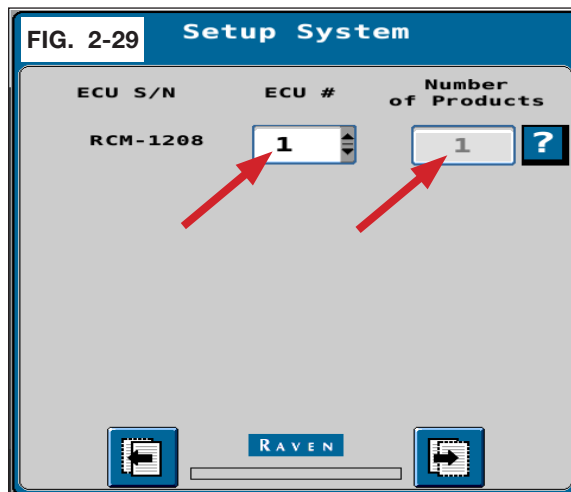 FIG. 2-29
Setup System
ECU S/N
ECU #
Number
of Products
RCM-1208
1
1
?
RAVEN